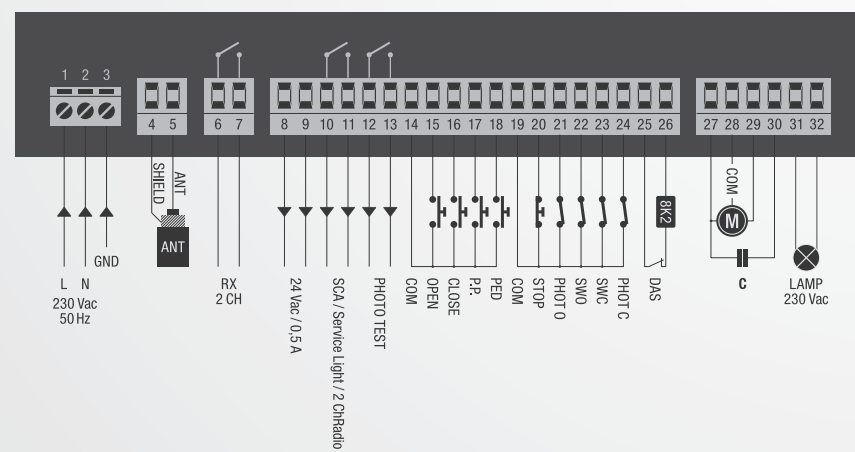 1 2 3
4 5
6 7
8 9 10 11 12 13 14 15 16 17 18 19 20 21 22 23 24 25 26
27 28 29 30 31 32
SHIELD
ANT
ANT
GND
L N
230 Vac
50 Hz
RX
2 CH
24 Vac / 0,5 A
SCA / Service Light / 2 ChRadio
PHOTO TEST
COM
OPEN
CLOSE
P.P.
PED
COM
STOP
PHOT O
SWO
SWC
PHOT C
DAS
8K2
COM
M
C
LAMP
230 Vac